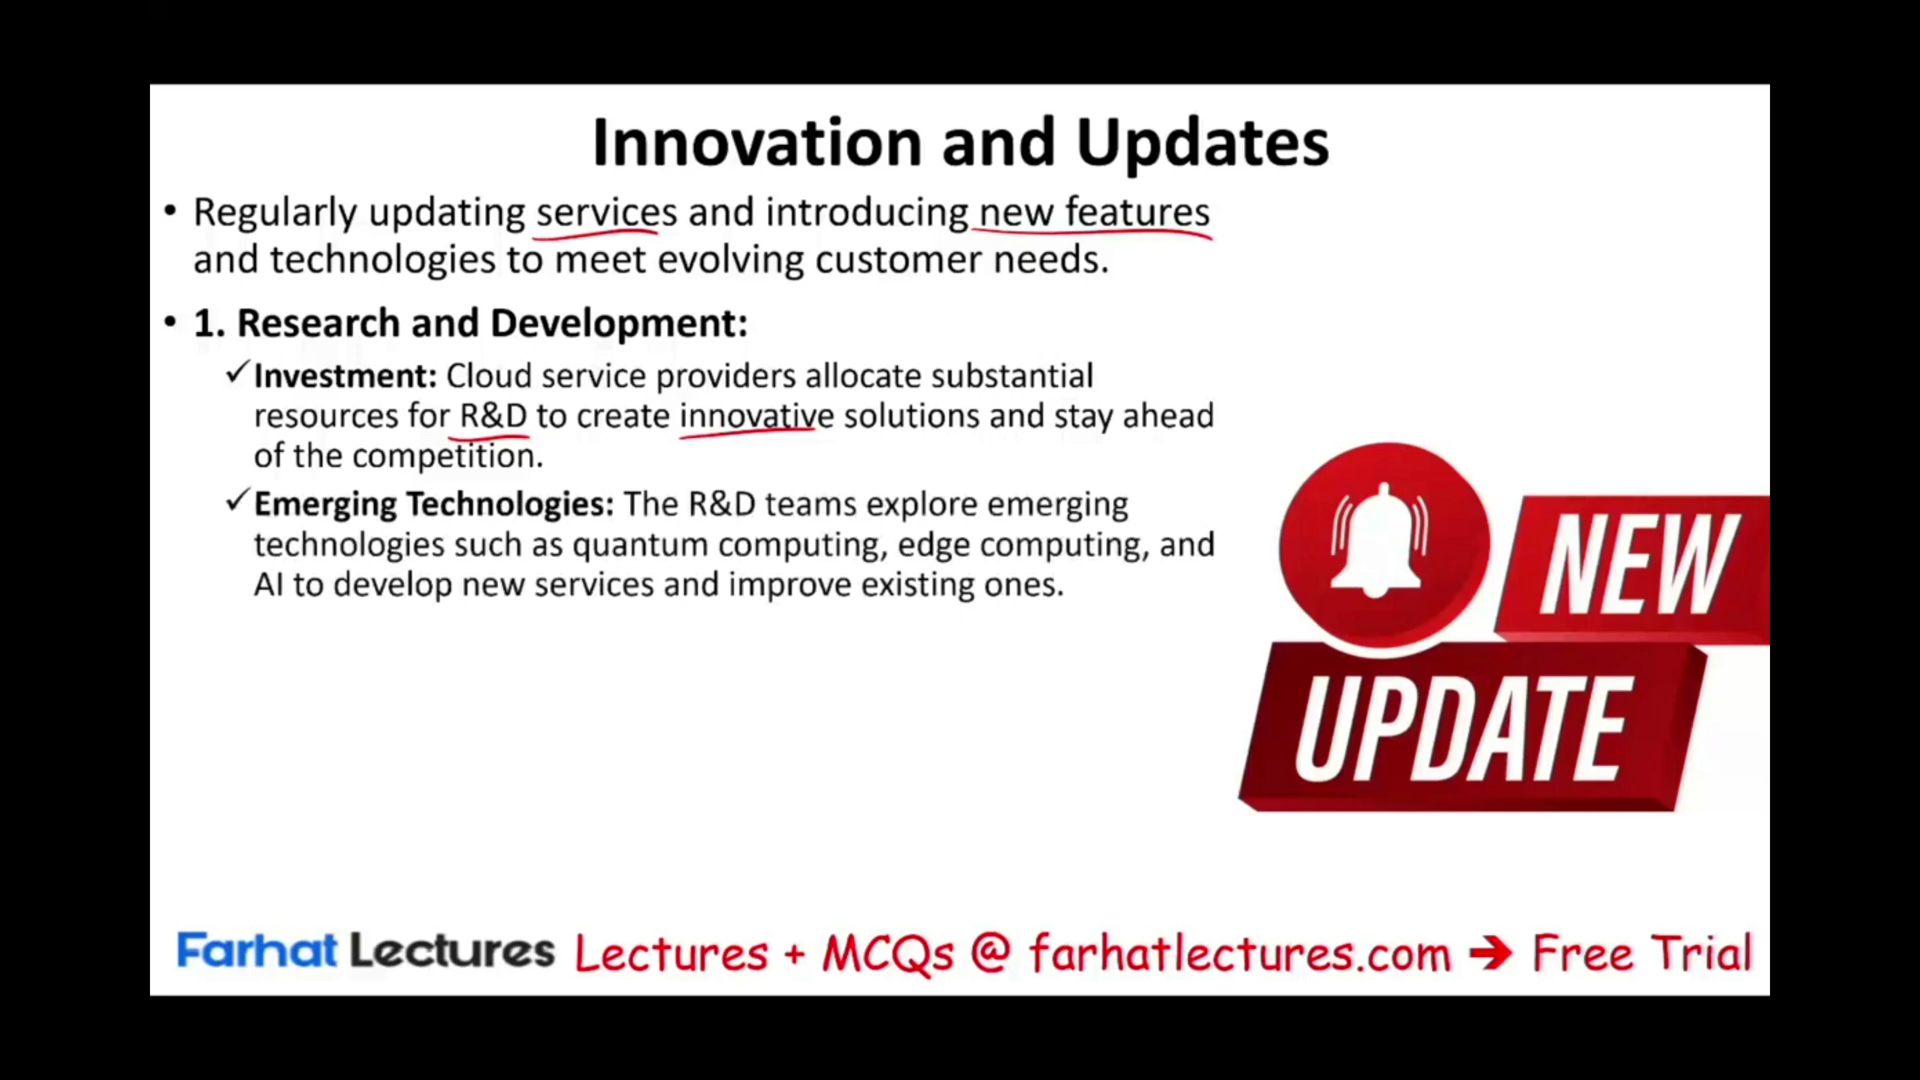 Innovation and Updates
• Regularly updating services and introducing new features
and technologies to meet evolving customer needs.
• 1. Research and Development:
✓Investment: Cloud service providers allocate substantial
resources for R&D to create innovative solutions and stay ahead
of the competition.
✓Emerging Technologies: The R&D teams explore emerging
technologies such as quantum computing, edge computing, and
AI to develop new services and improve existing ones.
NEW
UPDATE
Farhat Lectures Lectures + MCQs @ farhatlectures.com ➔ Free Trial